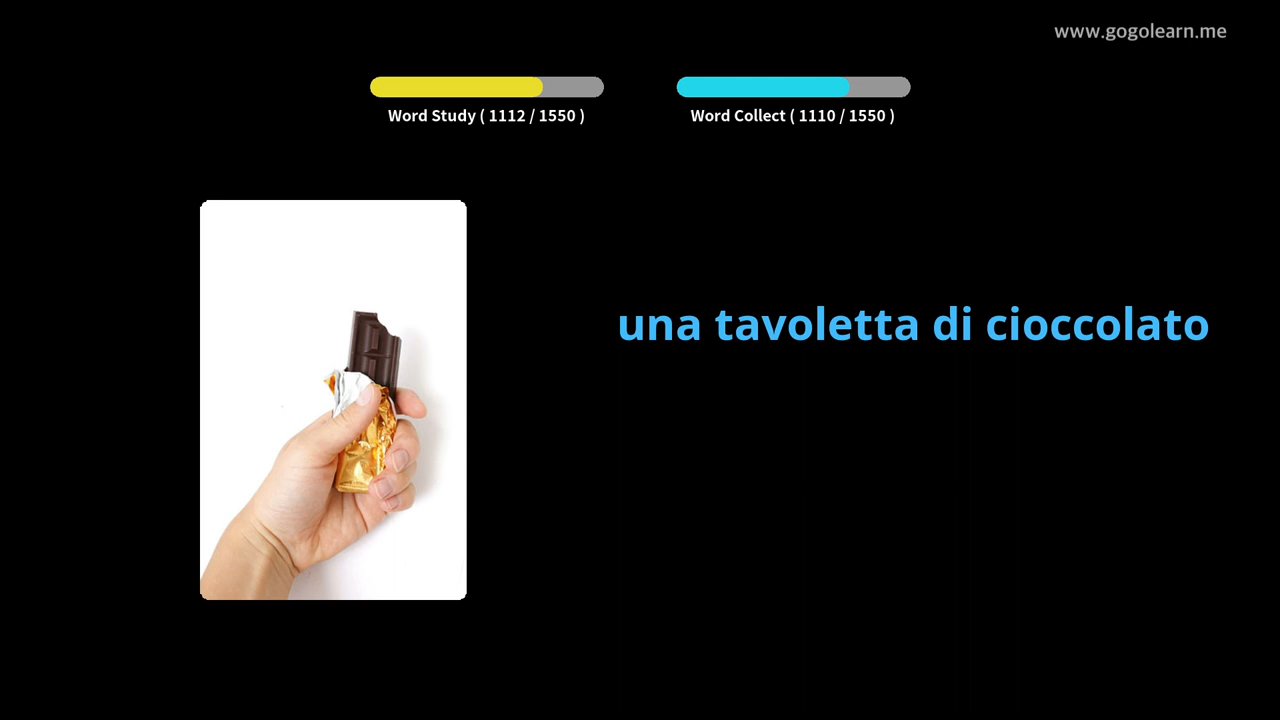 www.gogolearn.me
Word Study ( 1112 / 1550 )
Word Collect ( 1110 / 1550 )
una tavoletta di cioccolato